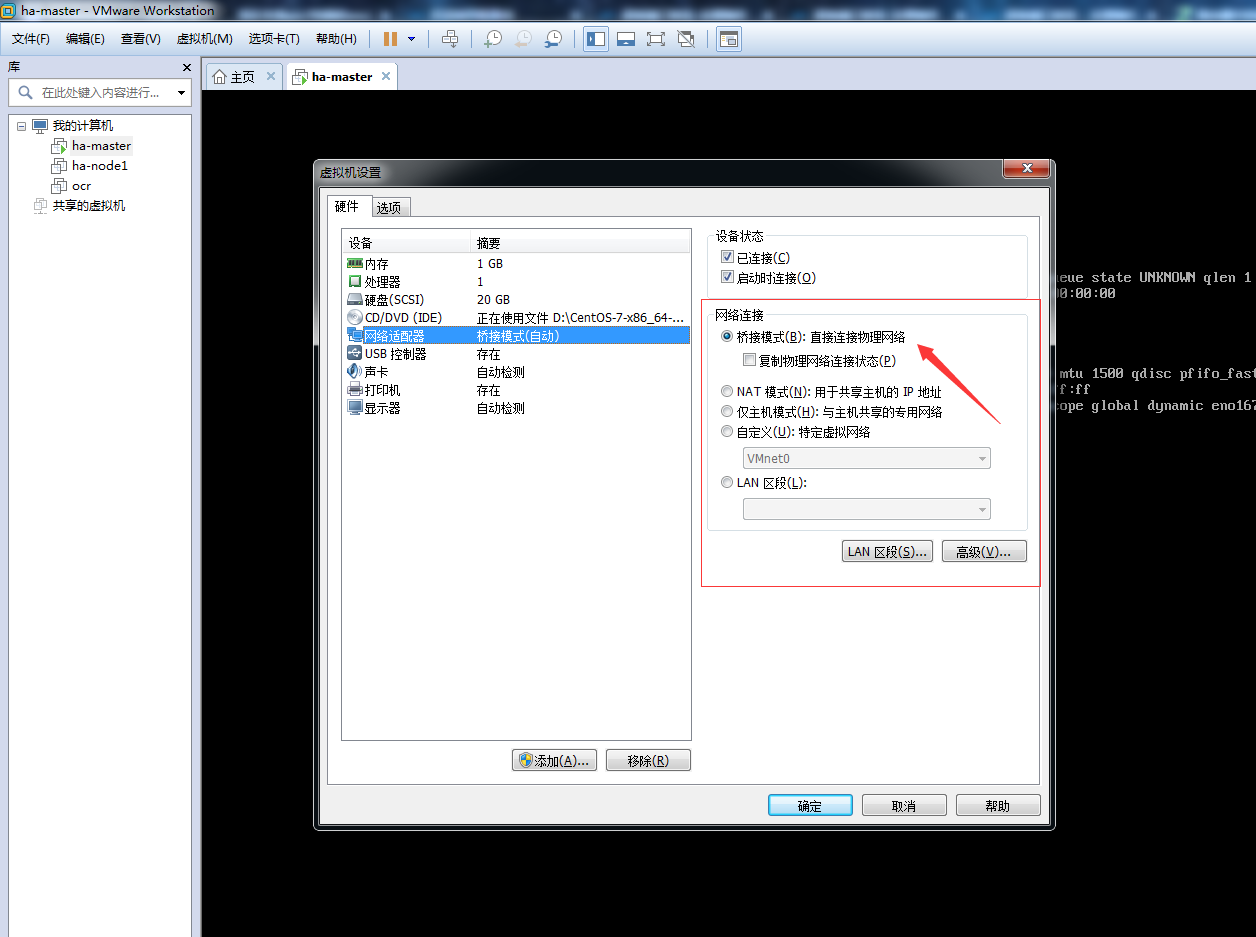 ha-master - VMware Workstation
文件(F) 编辑(E) 查看(V) 虚拟机(M) 选项卡(T) 帮助(H)
库
在此处键入内容进行...
我的计算机
ha-master
ha-node1
ocr
共享的虚拟机
主页
ha-master
虚拟机设置
硬件 选项
设备 摘要
内存 1 GB
处理器 1
硬盘(SCSI) 20 GB
CD/DVD (IDE) 正在使用文件 D:\CentOS-7-x86_64-...
网络适配器 桥接模式(自动)
USB 控制器 存在
声卡 自动检测
打印机 存在
显示器 自动检测
添加(A)... 移除(R)
设备状态
已连接(C)
启动时连接(O)
网络连接
桥接模式(B): 直接连接物理网络
复制物理网络连接状态(P)
NAT 模式(N): 用于共享主机的 IP 地址
仅主机模式(H): 与主机共享的专用网络
自定义(U): 特定虚拟网络
VMnet0
LAN 区段(L):
LAN 区段(S)... 高级(V)...
确定 取消 帮助
eue state UNKNOWN qlen 1
0:00:00
mtu 1500 qdisc pfifo_fast
f:ff
ope global dynamic eno167